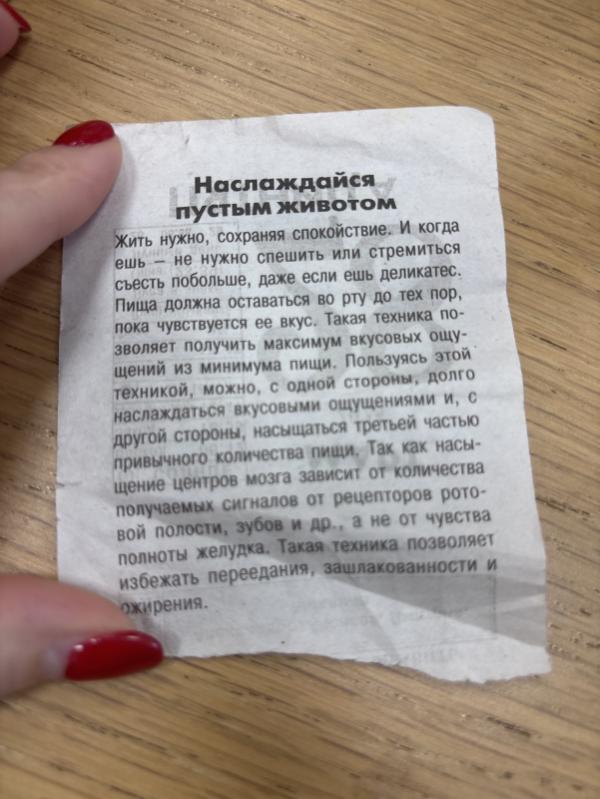 Наслаждайся
пустым животом
Жить нужно, сохраняя спокойствие. И когда
ешь – не нужно спешить или стремиться
съесть побольше, даже если ешь деликатес.
Пища должна оставаться во рту до тех пор,
пока чувствуется ее вкус. Такая техника по-
зволяет получить максимум вкусовых ощу-
щений из минимума пищи. Пользуясь этой
техникой, можно, с одной стороны, долго
наслаждаться вкусовыми ощущениями и, с
другой стороны, насыщаться третьей частью
привычного количества пищи. Так как насы-
щение центров мозга зависит от количества
получаемых сигналов от рецепторов рото-
вой полости, зубов и др., а не от чувства
полноты желудка. Такая техника позволяет
избежать переедания, зашлакованности и
ожирения.